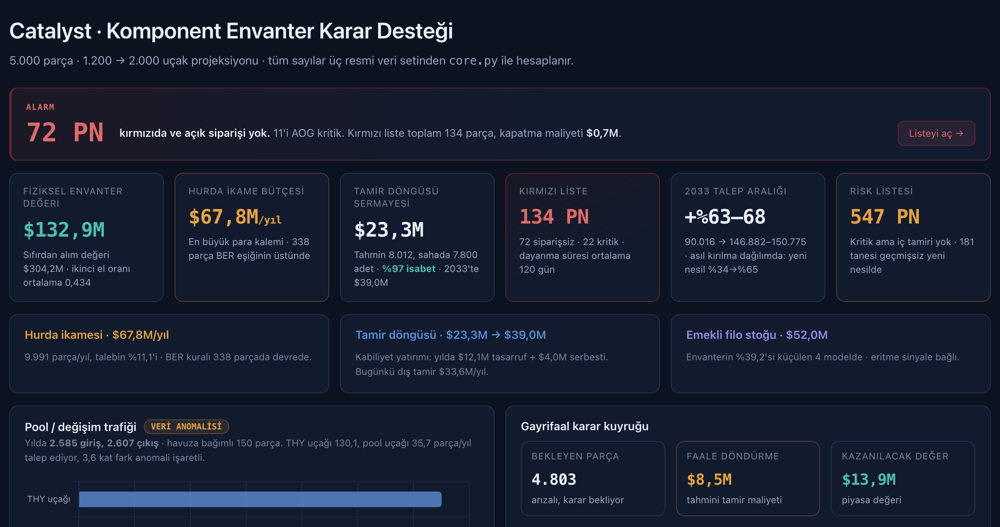 Catalyst · Komponent Envanter Karar Desteği
5.000 parça · 1.200 → 2.000 uçak projeksiyonu · tüm sayılar üç resmi veri setinden core.py ile hesaplanır.
ALARM
72 PN kırmızıda ve açık siparişi yok. 11'i AOG kritik. Kırmızı liste toplam 134 parça, kapatma maliyeti $0,7M.
Listeyi aç →
FİZİKSEL ENVANTER
DEĞERİ
$132,9M
Sıfırdan alım değeri
$304,2M · ikinci el oranı
ortalama 0,434
HURDA İKAME BÜTÇESİ
$67,8M/yıl
En büyük para kalemi · 338
parça BER eşiğinin üstünde
TAMİR DÖNGÜSÜ
SERMAYESİ
$23,3M
Tahmin 8.012, sahada 7.800
adet · %97 isabet · 2033'te
$39,0M
KIRMIZI LİSTE
134 PN
72 siparişsiz · 22 kritik ·
dayanma süresi ortalama
120 gün
2033 TALEP ARALIĞI
+%63–68
90.016 → 146.882–150.775
· asıl kırılma dağılımda: yeni
nesil %34→%65
RİSK LİSTESİ
547 PN
Kritik ama iç tamiri yok · 181
tanesi geçmişsiz yeni
nesilde
Hurda ikamesi · $67,8M/yıl
9.991 parça/yıl, talebin %11,1'i · BER kuralı 338 parçada devrede.
Tamir döngüsü · $23,3M → $39,0M
Kabiliyet yatırımı: yılda $12,1M tasarruf + $4,0M serbesti.
Bugünkü dış tamir $33,6M/yıl.
Emekli filo stoğu · $52,0M
Envanterin %39,2'si küçülen 4 modelde · eritme sinyale bağlı.
Pool / değişim trafiği VERİ ANOMALİSİ
Yılda 2.585 giriş, 2.607 çıkış · havuza bağımlı 150 parça. THY uçağı 130,1, pool uçağı 35,7 parça/yıl
talep ediyor, 3,6 kat fark anomali işaretli.
THY uçağı
Gayrifaal karar kuyruğu
BEKLEYEN PARÇA
4.803
arızalı, karar bekliyor
FAALE DÖNDÜRME
$8,5M
tahmini tamir maliyeti
KAZANILACAK DEĞER
$13,9M
piyasa değeri